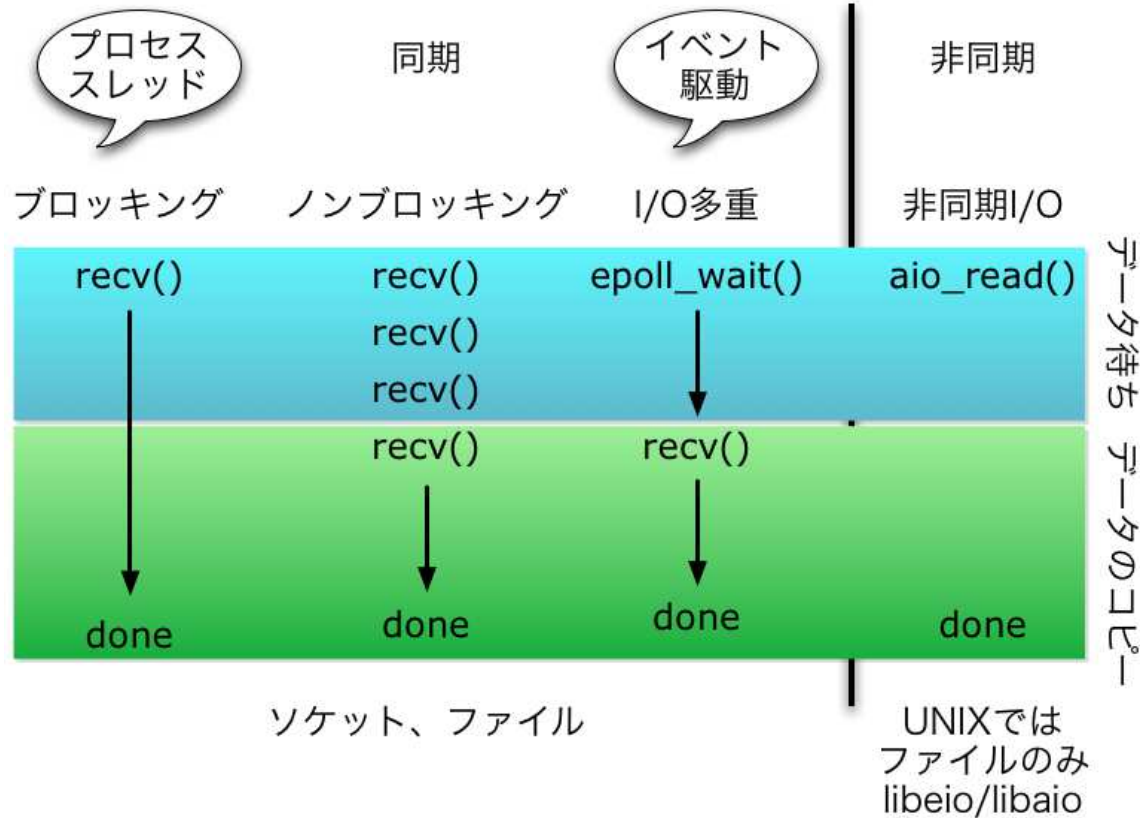 プロセス
スレッド
同期
イベント
駆動
非同期
ブロッキング
ノンブロッキング
I/O多重
非同期I/O
recv()
recv()
epoll_wait()
aio_read()
recv()
recv()
recv()
recv()
done
done
done
done
データ待ち
データのコピー
ソケット、ファイル
UNIXでは
ファイルのみ
libeio/libaio